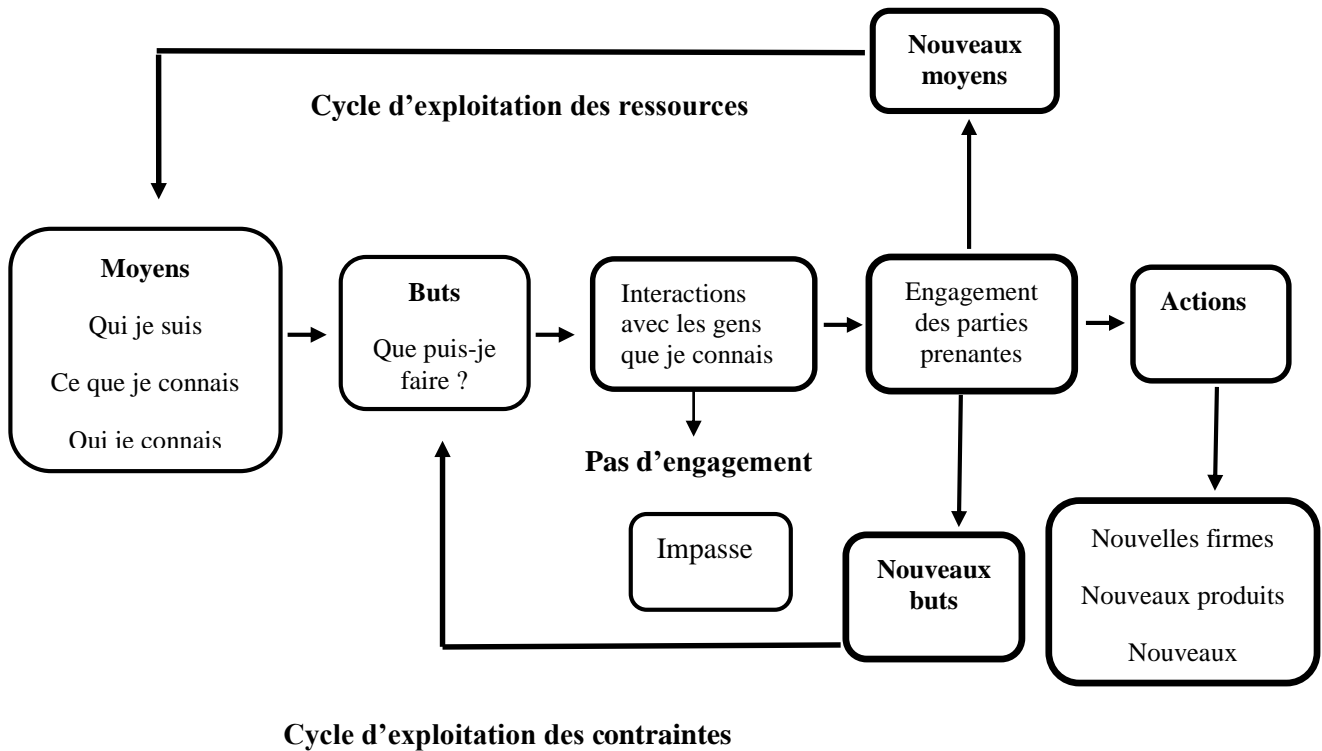 Nouveaux
moyens
Cycle d’exploitation des ressources
Moyens
Qui je suis
Ce que je connais
Qui je connais
Buts
Que puis-je
faire ?
Interactions
avec les gens
que je connais
Engagement
des parties
prenantes
Actions
Pas d’engagement
Impasse
Nouveaux
buts
Nouvelles firmes
Nouveaux produits
Nouveaux
Cycle d’exploitation des contraintes